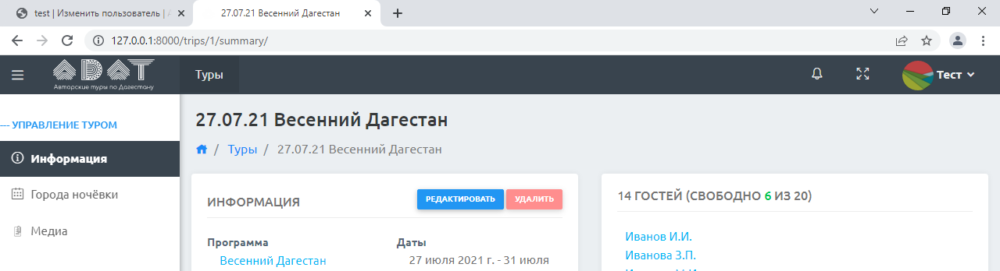 test | Изменить пользователь |
27.07.21 Весенний Дагестан
127.0.0.1:8000/trips/1/summary/
АДАТ
Авторские туры по Дагестану
Туры
Тест
УПРАВЛЕНИЕ ТУРОМ
Информация
Города ночёвки
Медиа
27.07.21 Весенний Дагестан
/ Туры / 27.07.21 Весенний Дагестан
ИНФОРМАЦИЯ
РЕДАКТИРОВАТЬ
УДАЛИТЬ
Программа
Весенний Дагестан
Даты
27 июля 2021 г. - 31 июля
14 ГОСТЕЙ (СВОБОДНО 6 ИЗ 20)
Иванов И.И.
Иванова З.П.